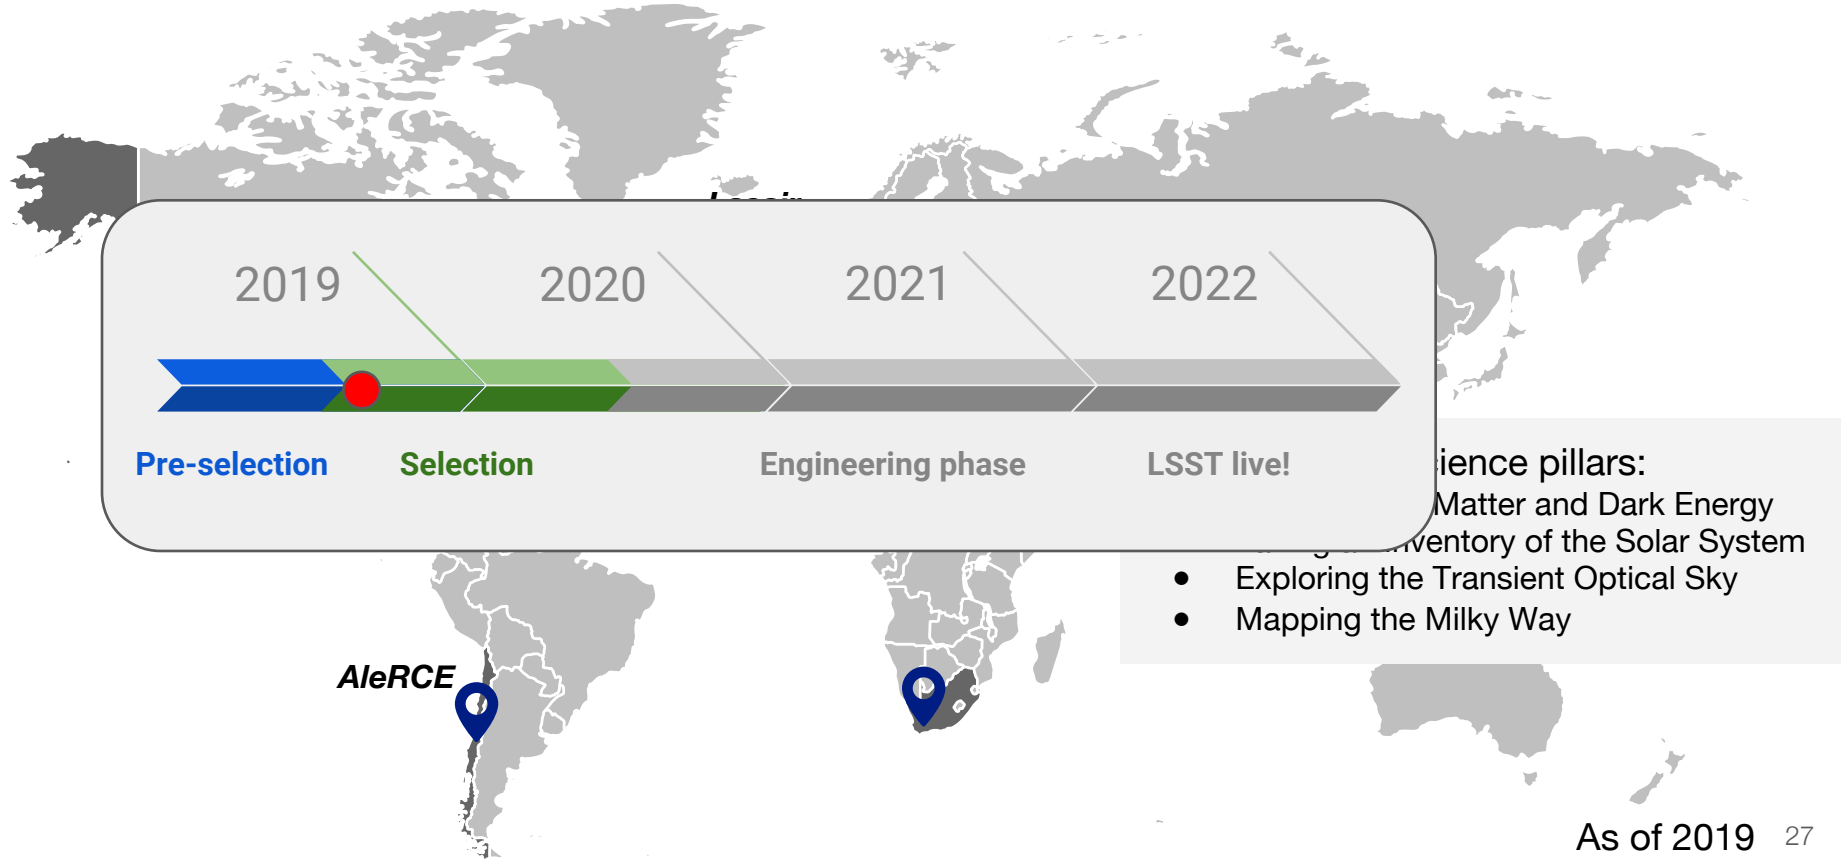 2019 2020 2021 2022
Pre-selection Selection Engineering phase LSST live!
ience pillars:
Matter and Dark Energy
nventory of the Solar System
● Exploring the Transient Optical Sky
● Mapping the Milky Way
AleRCE
As of 2019 27